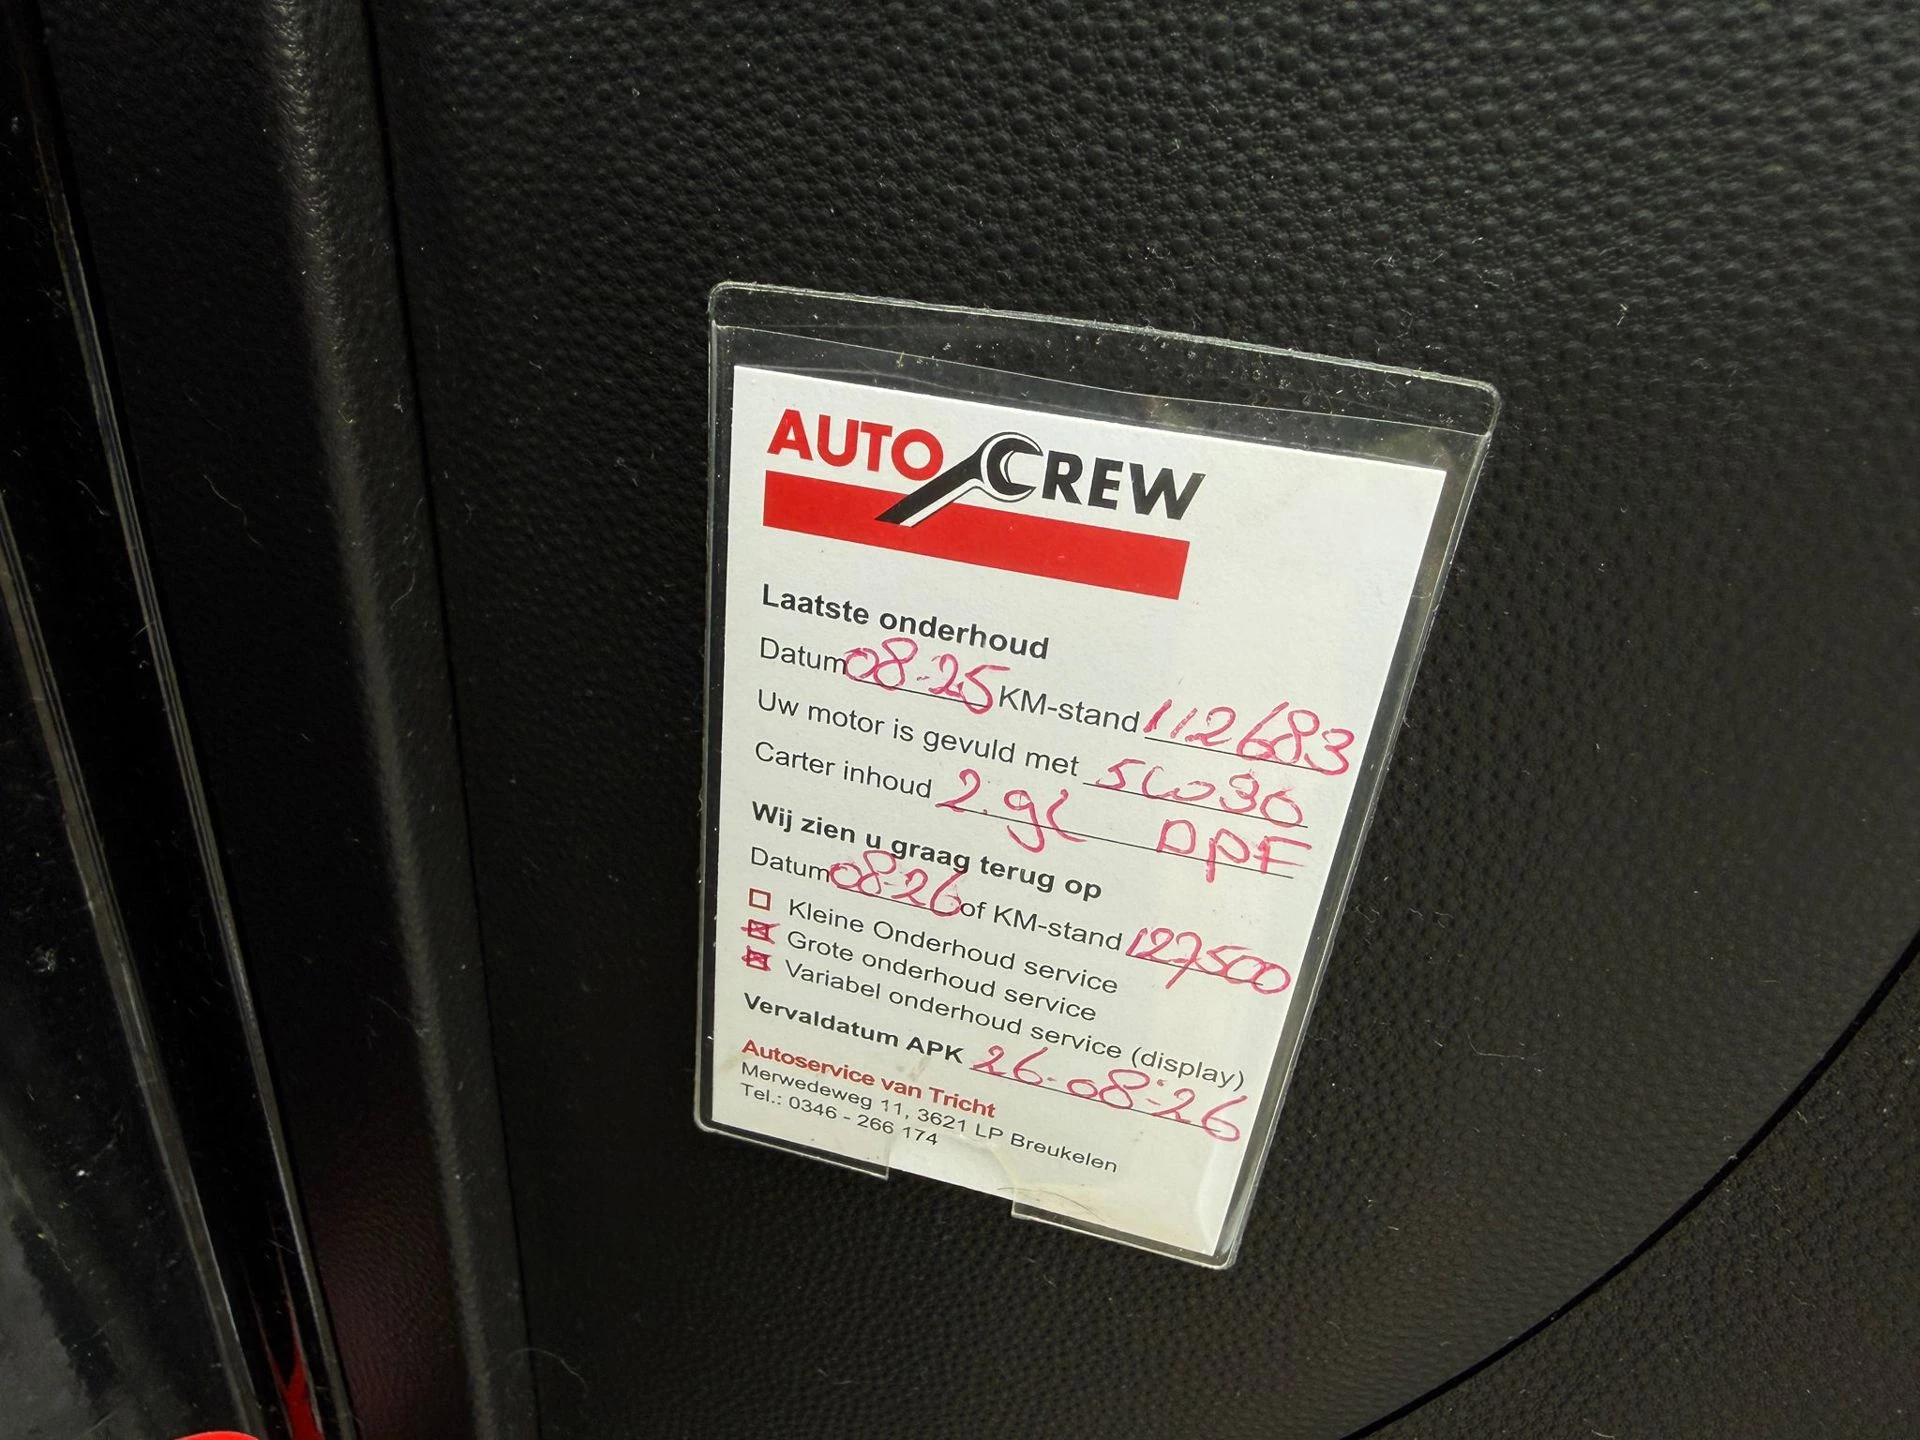 AUTO CREW
Laatste onderhoud
Datum 08-25 KM-stand 112683
Uw motor is gevuld met 5W30
Carter inhoud 2.9L DPF
Wij zien u graag terug op
Datum 08-26 of KM-stand 127500
Kleine Onderhoud service
Grote onderhoud service
Variabel onderhoud service (display)
Vervaldatum APK 26-08-26
Autoservice van Tricht
Merwedeweg 11, 3621 LP Breukelen
Tel.: 0346 - 266 174